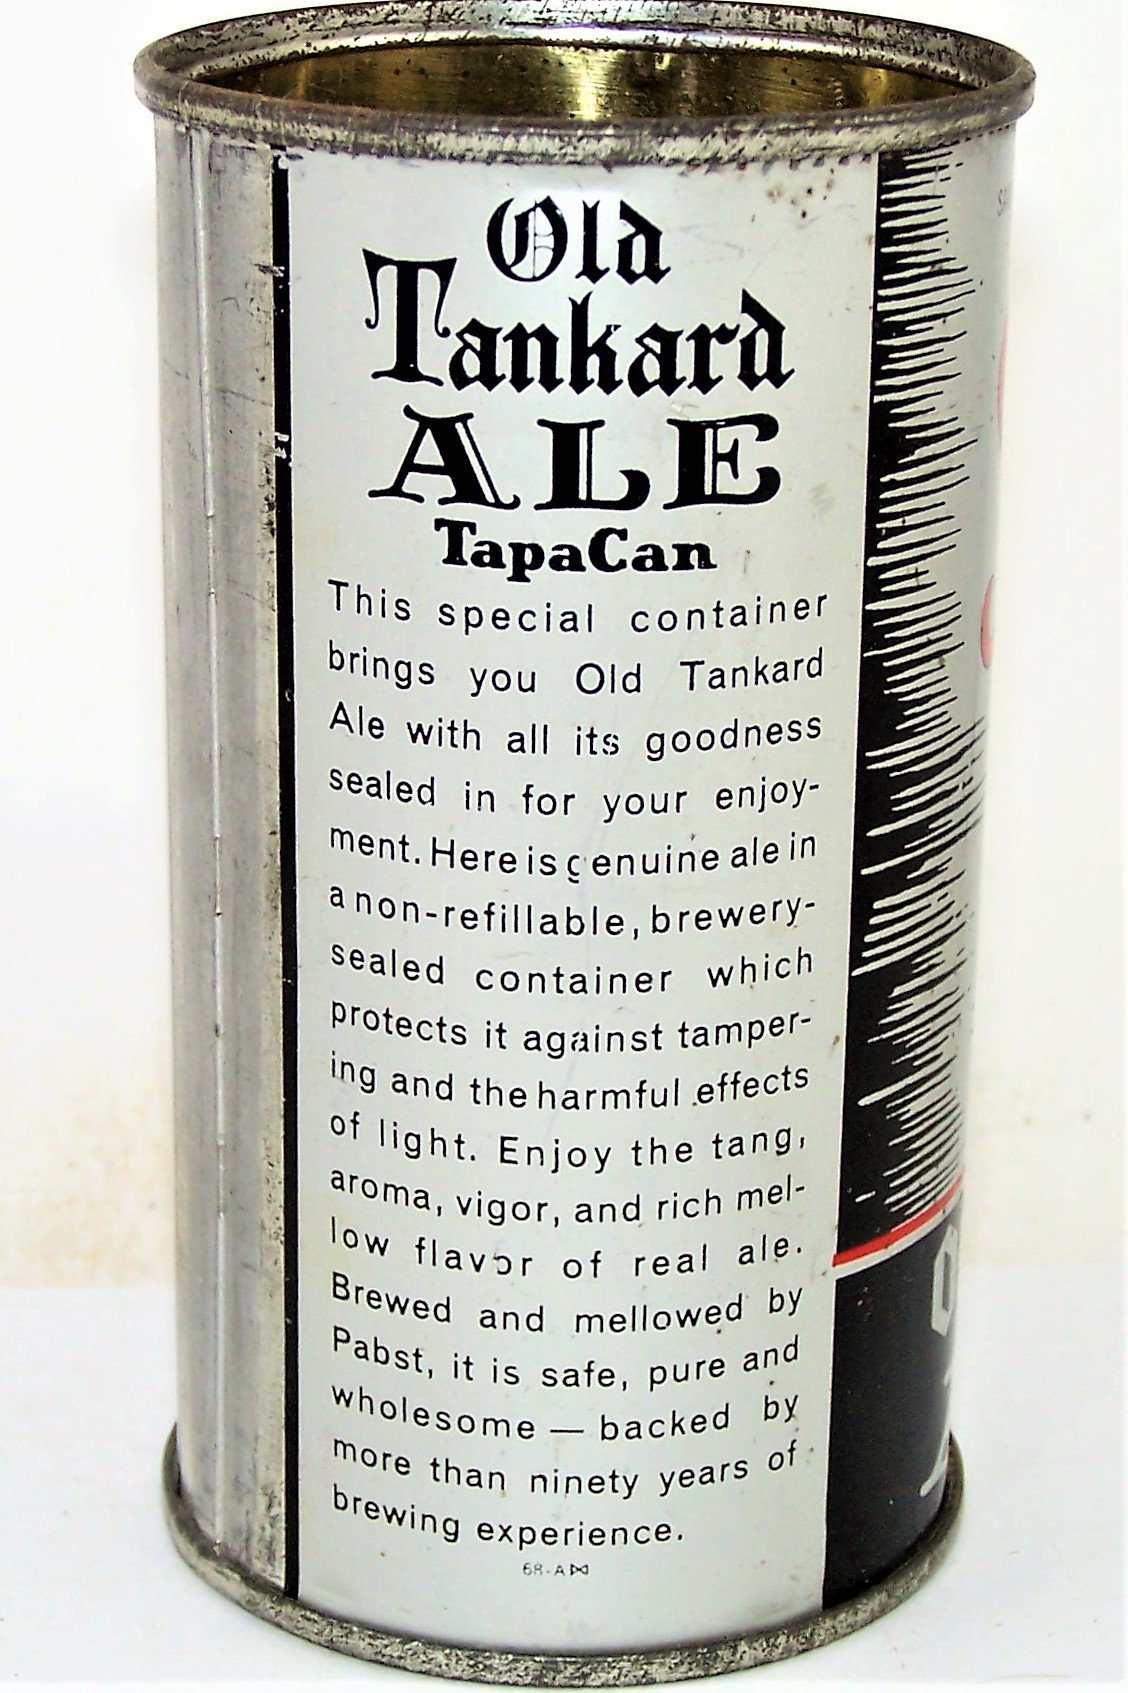 Old
Tankard
ALE
TapaCan
This special container
brings you Old Tankard
Ale with all its goodness
sealed in for your enjoy-
ment. Here is genuine ale in
a non-refillable, brewery-
sealed container which
protects it against tamper-
ing and the harmful effects
of light. Enjoy the tang,
aroma, vigor, and rich mel-
low flavor of real ale.
Brewed and mellowed by
Pabst, it is safe, pure and
wholesome — backed by
more than ninety years of
brewing experience.
68-A